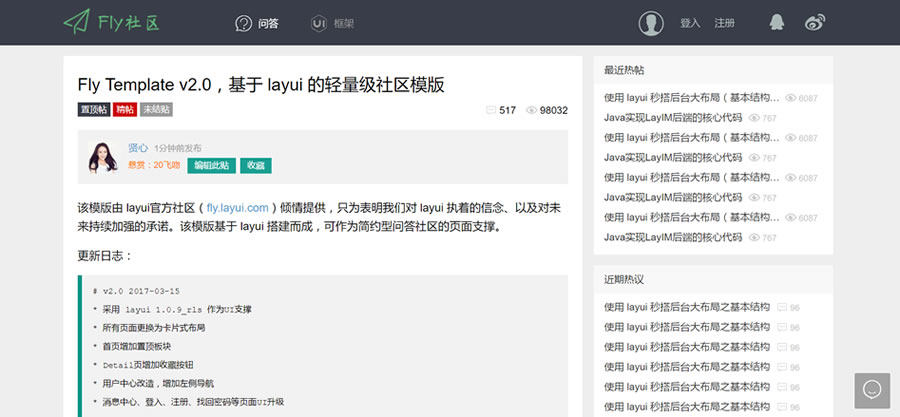 Fly社区
问答
框架
登入
注册
Fly Template v2.0，基于 layui 的轻量级社区模版
置顶帖 精帖 未结贴
517 98032
贤心 1分钟前发布
悬赏：20飞吻 编辑此贴 收藏
该模版由 layui官方社区（fly.layui.com）倾情提供，只为表明我们对 layui 执着的信念、以及对未
来持续加强的承诺。该模版基于 layui 搭建而成，可作为简约型问答社区的页面支撑。
更新日志：
# v2.0 2017-03-15
* 采用 layui 1.0.9_rls 作为UI支撑
* 所有页面更换为卡片式布局
* 首页增加置顶板块
* Detail页增加收藏按钮
* 用户中心改造，增加左侧导航
* 消息中心、登入、注册、找回密码等页面UI升级
最近热帖
使用 layui 秒搭后台大布局（基本结构... 6087
Java实现LayIM后端的核心代码 767
使用 layui 秒搭后台大布局（基本结构... 6087
Java实现LayIM后端的核心代码 767
使用 layui 秒搭后台大布局（基本结构... 6087
Java实现LayIM后端的核心代码 767
使用 layui 秒搭后台大布局（基本结构... 6087
Java实现LayIM后端的核心代码 767
近期热议
使用 layui 秒搭后台大布局之基本结构 96
使用 layui 秒搭后台大布局之基本结构 96
使用 layui 秒搭后台大布局之基本结构 96
使用 layui 秒搭后台大布局之基本结构 96
使用 layui 秒搭后台大布局之基本结构 96
使用 layui 秒搭后台大布局之基本结构 96